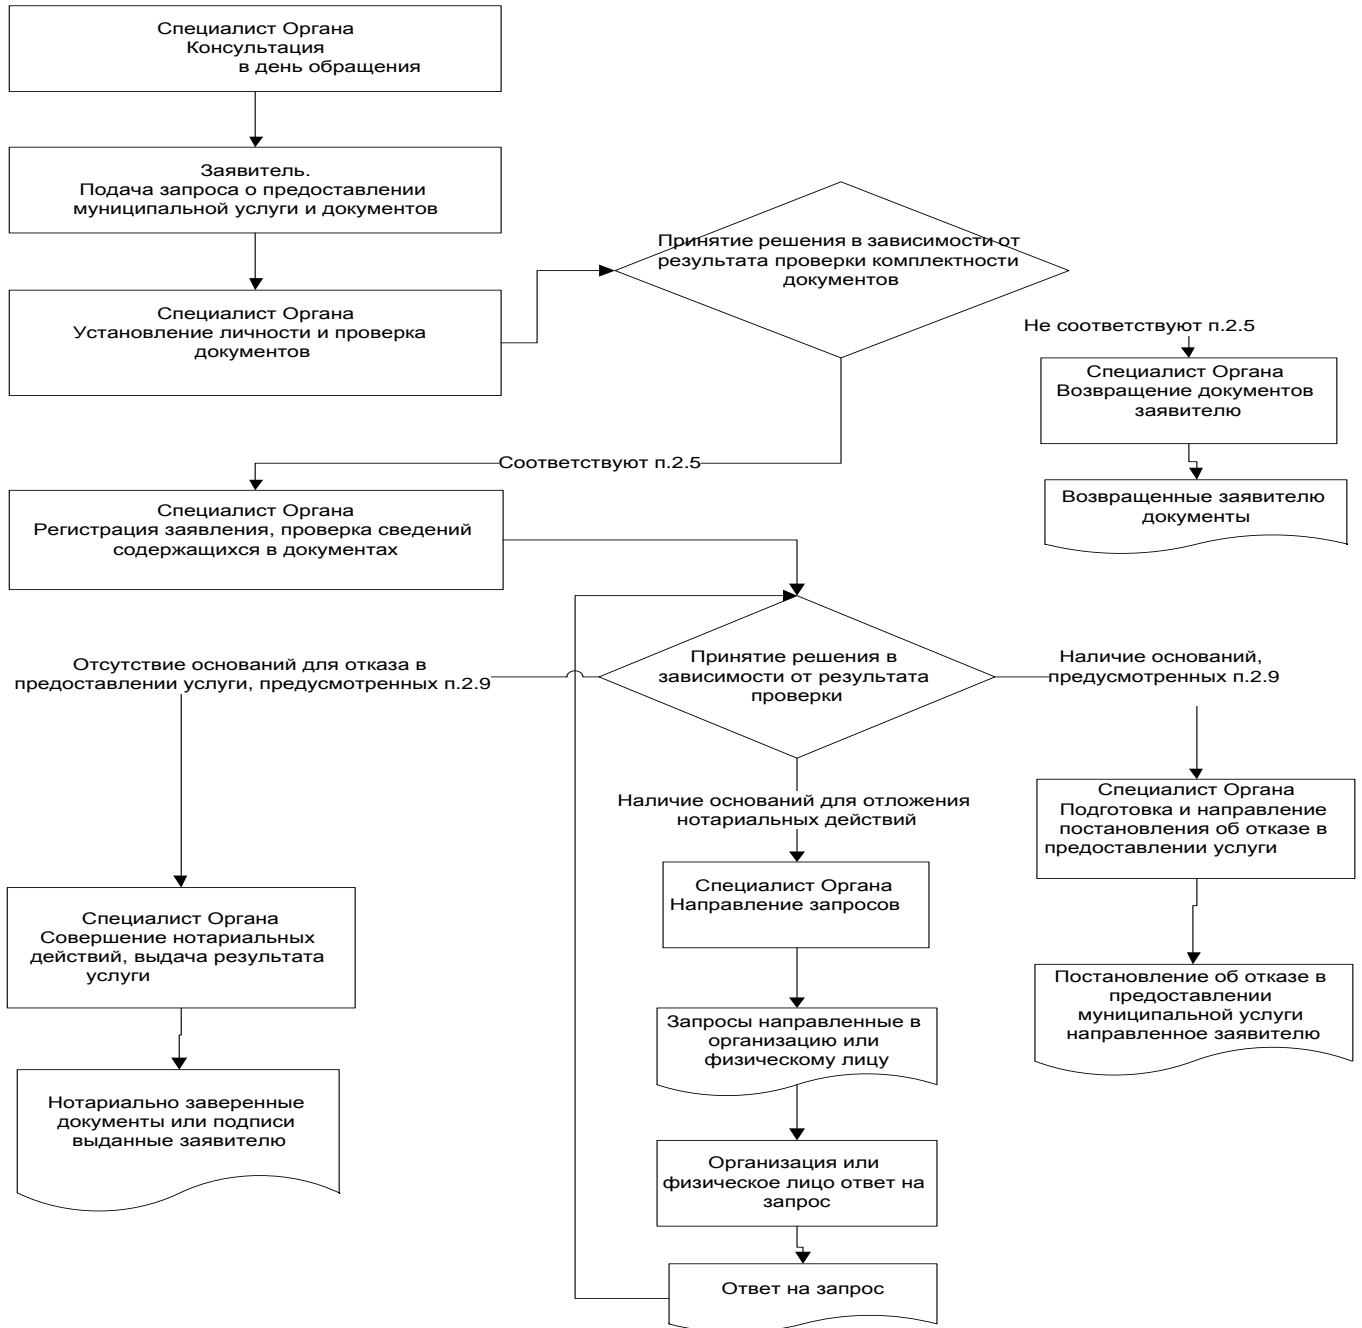 Специалист Органа
Консультация
в день обращения
Заявитель.
Подача запроса о предоставлении
муниципальной услуги и документов
Специалист Органа
Установление личности и проверка
документов
Принятие решения в зависимости от
результата проверки комплектности
документов
Не соответствуют п.2.5
Специалист Органа
Возвращение документов
заявителю
Возвращенные заявителю
документы
Соответствуют п.2.5
Специалист Органа
Регистрация заявления, проверка сведений
содержащихся в документах
Принятие решения в
зависимости от результата
проверки
Отсутствие оснований для отказа в
предоставлении услуги, предусмотренных п.2.9
Наличие оснований,
предусмотренных п.2.9
Наличие оснований для отложения
нотариальных действий
Специалист Органа
Подготовка и направление
постановления об отказе в
предоставлении услуги
Специалист Органа
Направление запросов
Специалист Органа
Совершение нотариальных
действий, выдача результата
услуги
Постановление об отказе в
предоставлении
муниципальной услуги
направленное заявителю
Запросы направленные в
организацию или
физическому лицу
Нотариально заверенные
документы или подписи
выданные заявителю
Организация или
физическое лицо ответ на
запрос
Ответ на запрос